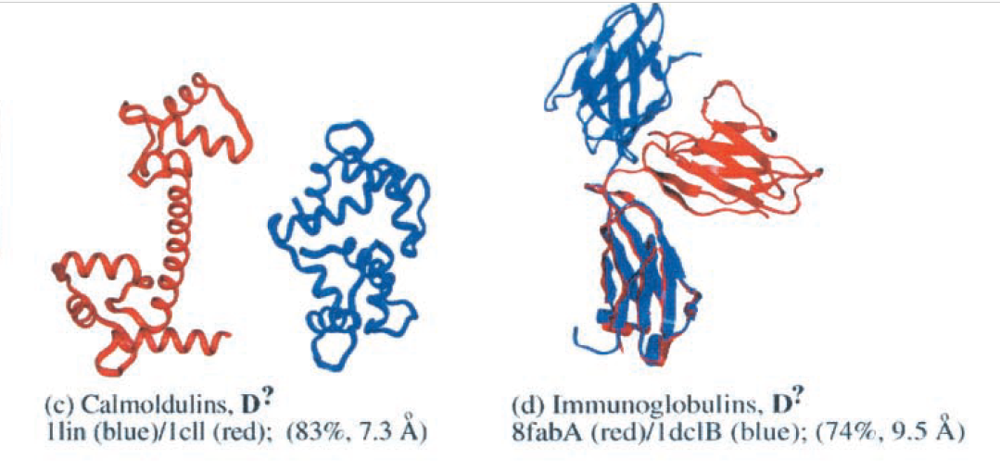 (c) Calmoldulins, D?
1lin (blue)/1cll (red); (83%, 7.3 Å)
(d) Immunoglobulins, D?
8fabA (red)/1dclB (blue); (74%, 9.5 Å)